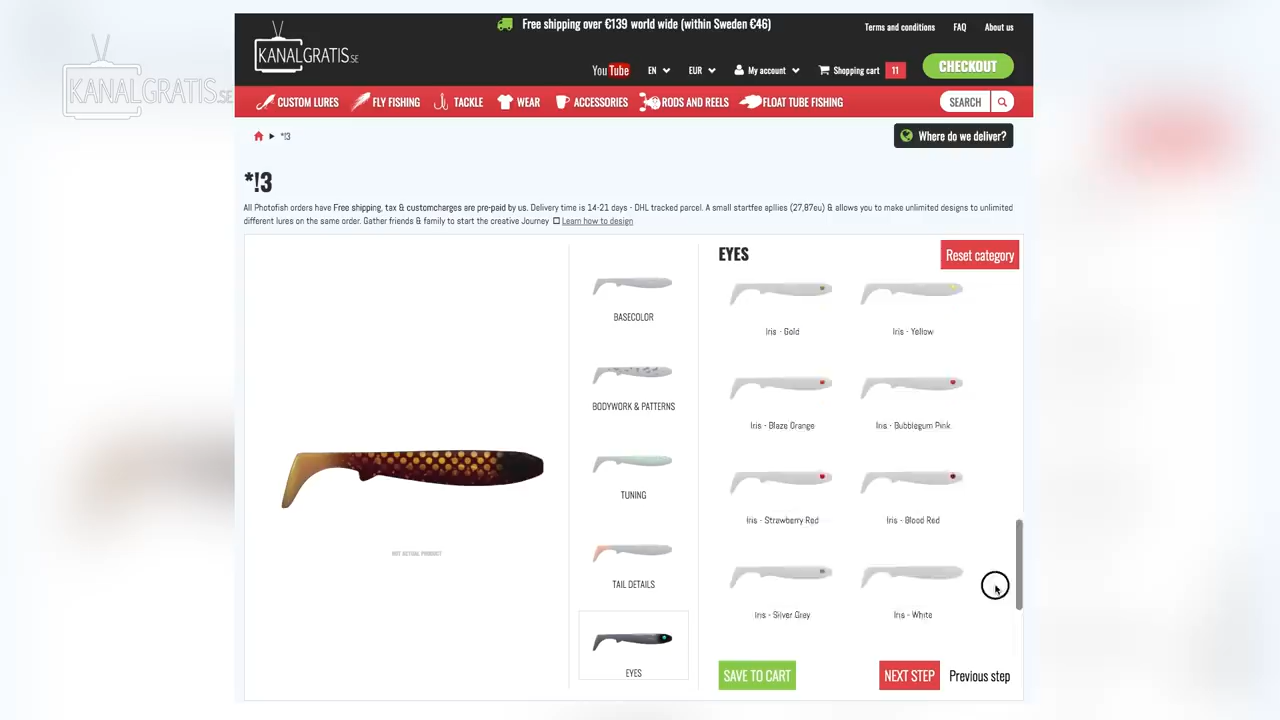 Free shipping over €139 world wide (within Sweden €46)
Terms and conditions FAQ About us
KANALGRATIS.SE
KANALGRATIS.SE
YouTube EN EUR My account Shopping cart 11 CHECKOUT
CUSTOM LURES FLY FISHING TACKLE WEAR ACCESSORIES RODS AND REELS FLOAT TUBE FISHING SEARCH
*!3 Where do we deliver?
*!3
All Photofish orders have Free shipping, tax & customcharges are pre-paid by us. Delivery time is 14-21 days - DHL tracked parcel. A small startfee apllies (27,87eu) & allows you to make unlimited designs to unlimited
different lures on the same order. Gather friends & family to start the creative Journey Learn how to design
EYES Reset category
BASECOLOR
BODYWORK & PATTERNS
TUNING
TAIL DETAILS
EYES
NOT ACTUAL PRODUCT
Iris - Gold Iris - Yellow
Iris - Blaze Orange Iris - Bubblegum Pink
Iris - Strawberry Red Iris - Blood Red
Iris - Silver Grey Iris - White
SAVE TO CART NEXT STEP Previous step